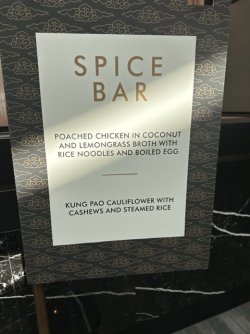 SPICE
BAR
POACHED CHICKEN IN COCONUT
AND LEMONGRASS BROTH WITH
RICE NOODLES AND BOILED EGG
KUNG PAO CAULIFLOWER WITH
CASHEWS AND STEAMED RICE